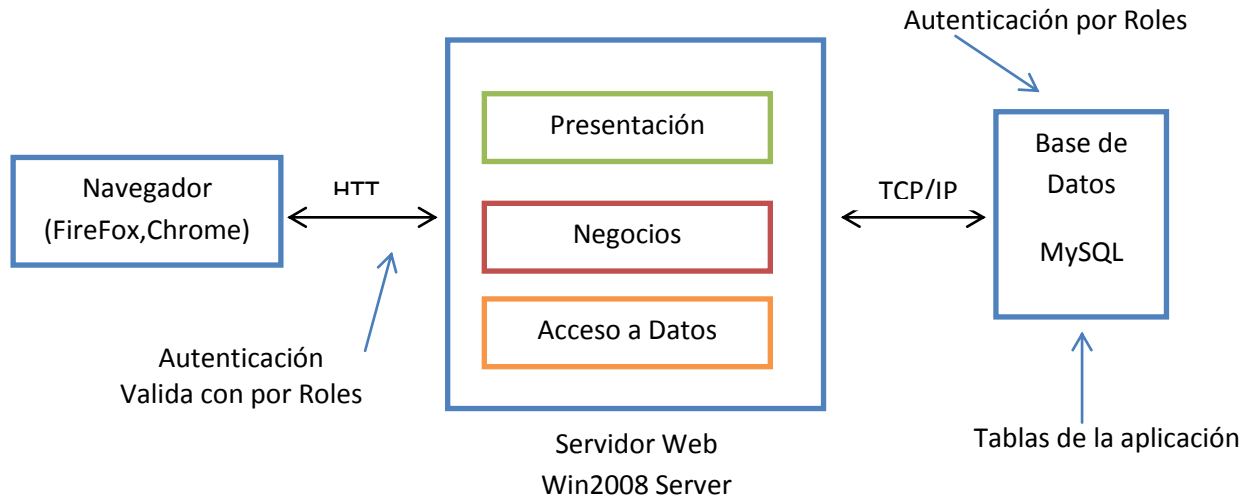 Autenticación por Roles
Presentación
Base de
Datos
MySQL
Navegador
(FireFox,Chrome)
HTT
TCP/IP
Negocios
Acceso a Datos
Autenticación
Valida con por Roles
Servidor Web
Win2008 Server
Tablas de la aplicación